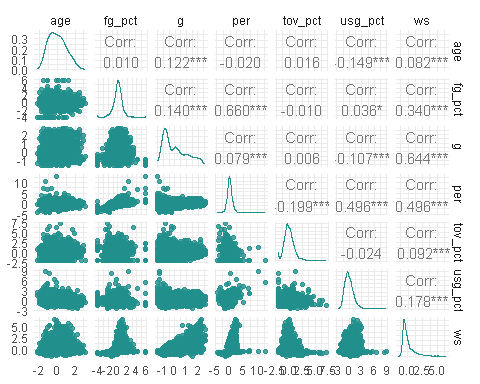 age fg_pct g per tov_pct usg_pct ws
0.3 Corr: Corr: Corr: Corr: Corr: Corr: age
0.2 0.010 0.122*** -0.020 0.016 -0.149*** 0.082***
0.1
0.0
6 Corr: Corr: Corr: Corr: Corr: fg_pct
4 0.140*** 0.660*** -0.010 0.036* 0.340***
2
0
-2
-4
2 Corr: Corr: Corr: Corr: g
1 0.079*** 0.006 -0.107*** 0.644***
0
-1
10 Corr: Corr: Corr: per
5 -0.199*** 0.496*** 0.496***
0
-5
7.5 Corr: Corr: tov_pct
5.0 -0.024 0.092***
2.5
0.0
-2.5
9 Corr: usg_pct
6 0.178***
3
0
-3
5.0 ws
2.5
0.0
-2 0 2 -4 -2 0 2 4 6 -1 0 1 2 -5 0 5 10 -2.5 0.0 2.5 5.0 7.5 -3 0 3 6 9 0.0 2.5 5.0